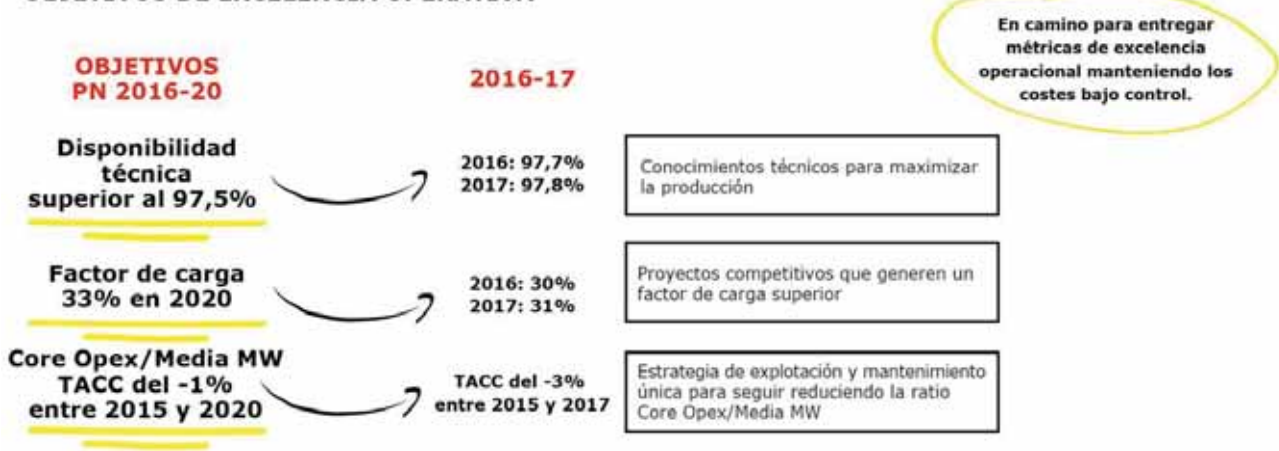 OBJETIVOS DE EXCELENCIA OPERATIVA
En camino para entregar
métricas de excelencia
operacional manteniendo los
costes bajo control.
OBJETIVOS
PN 2016-20
2016-17
Disponibilidad
técnica
superior al 97,5%
2016: 97,7%
2017: 97,8%
Conocimientos técnicos para maximizar
la producción
Factor de carga
33% en 2020
2016: 30%
2017: 31%
Proyectos competitivos que generen un
factor de carga superior
Core Opex/Media MW
TACC del -1%
entre 2015 y 2020
TACC del -3%
entre 2015 y 2017
Estrategia de explotación y mantenimiento
única para seguir reduciendo la ratio
Core Opex/Media MW